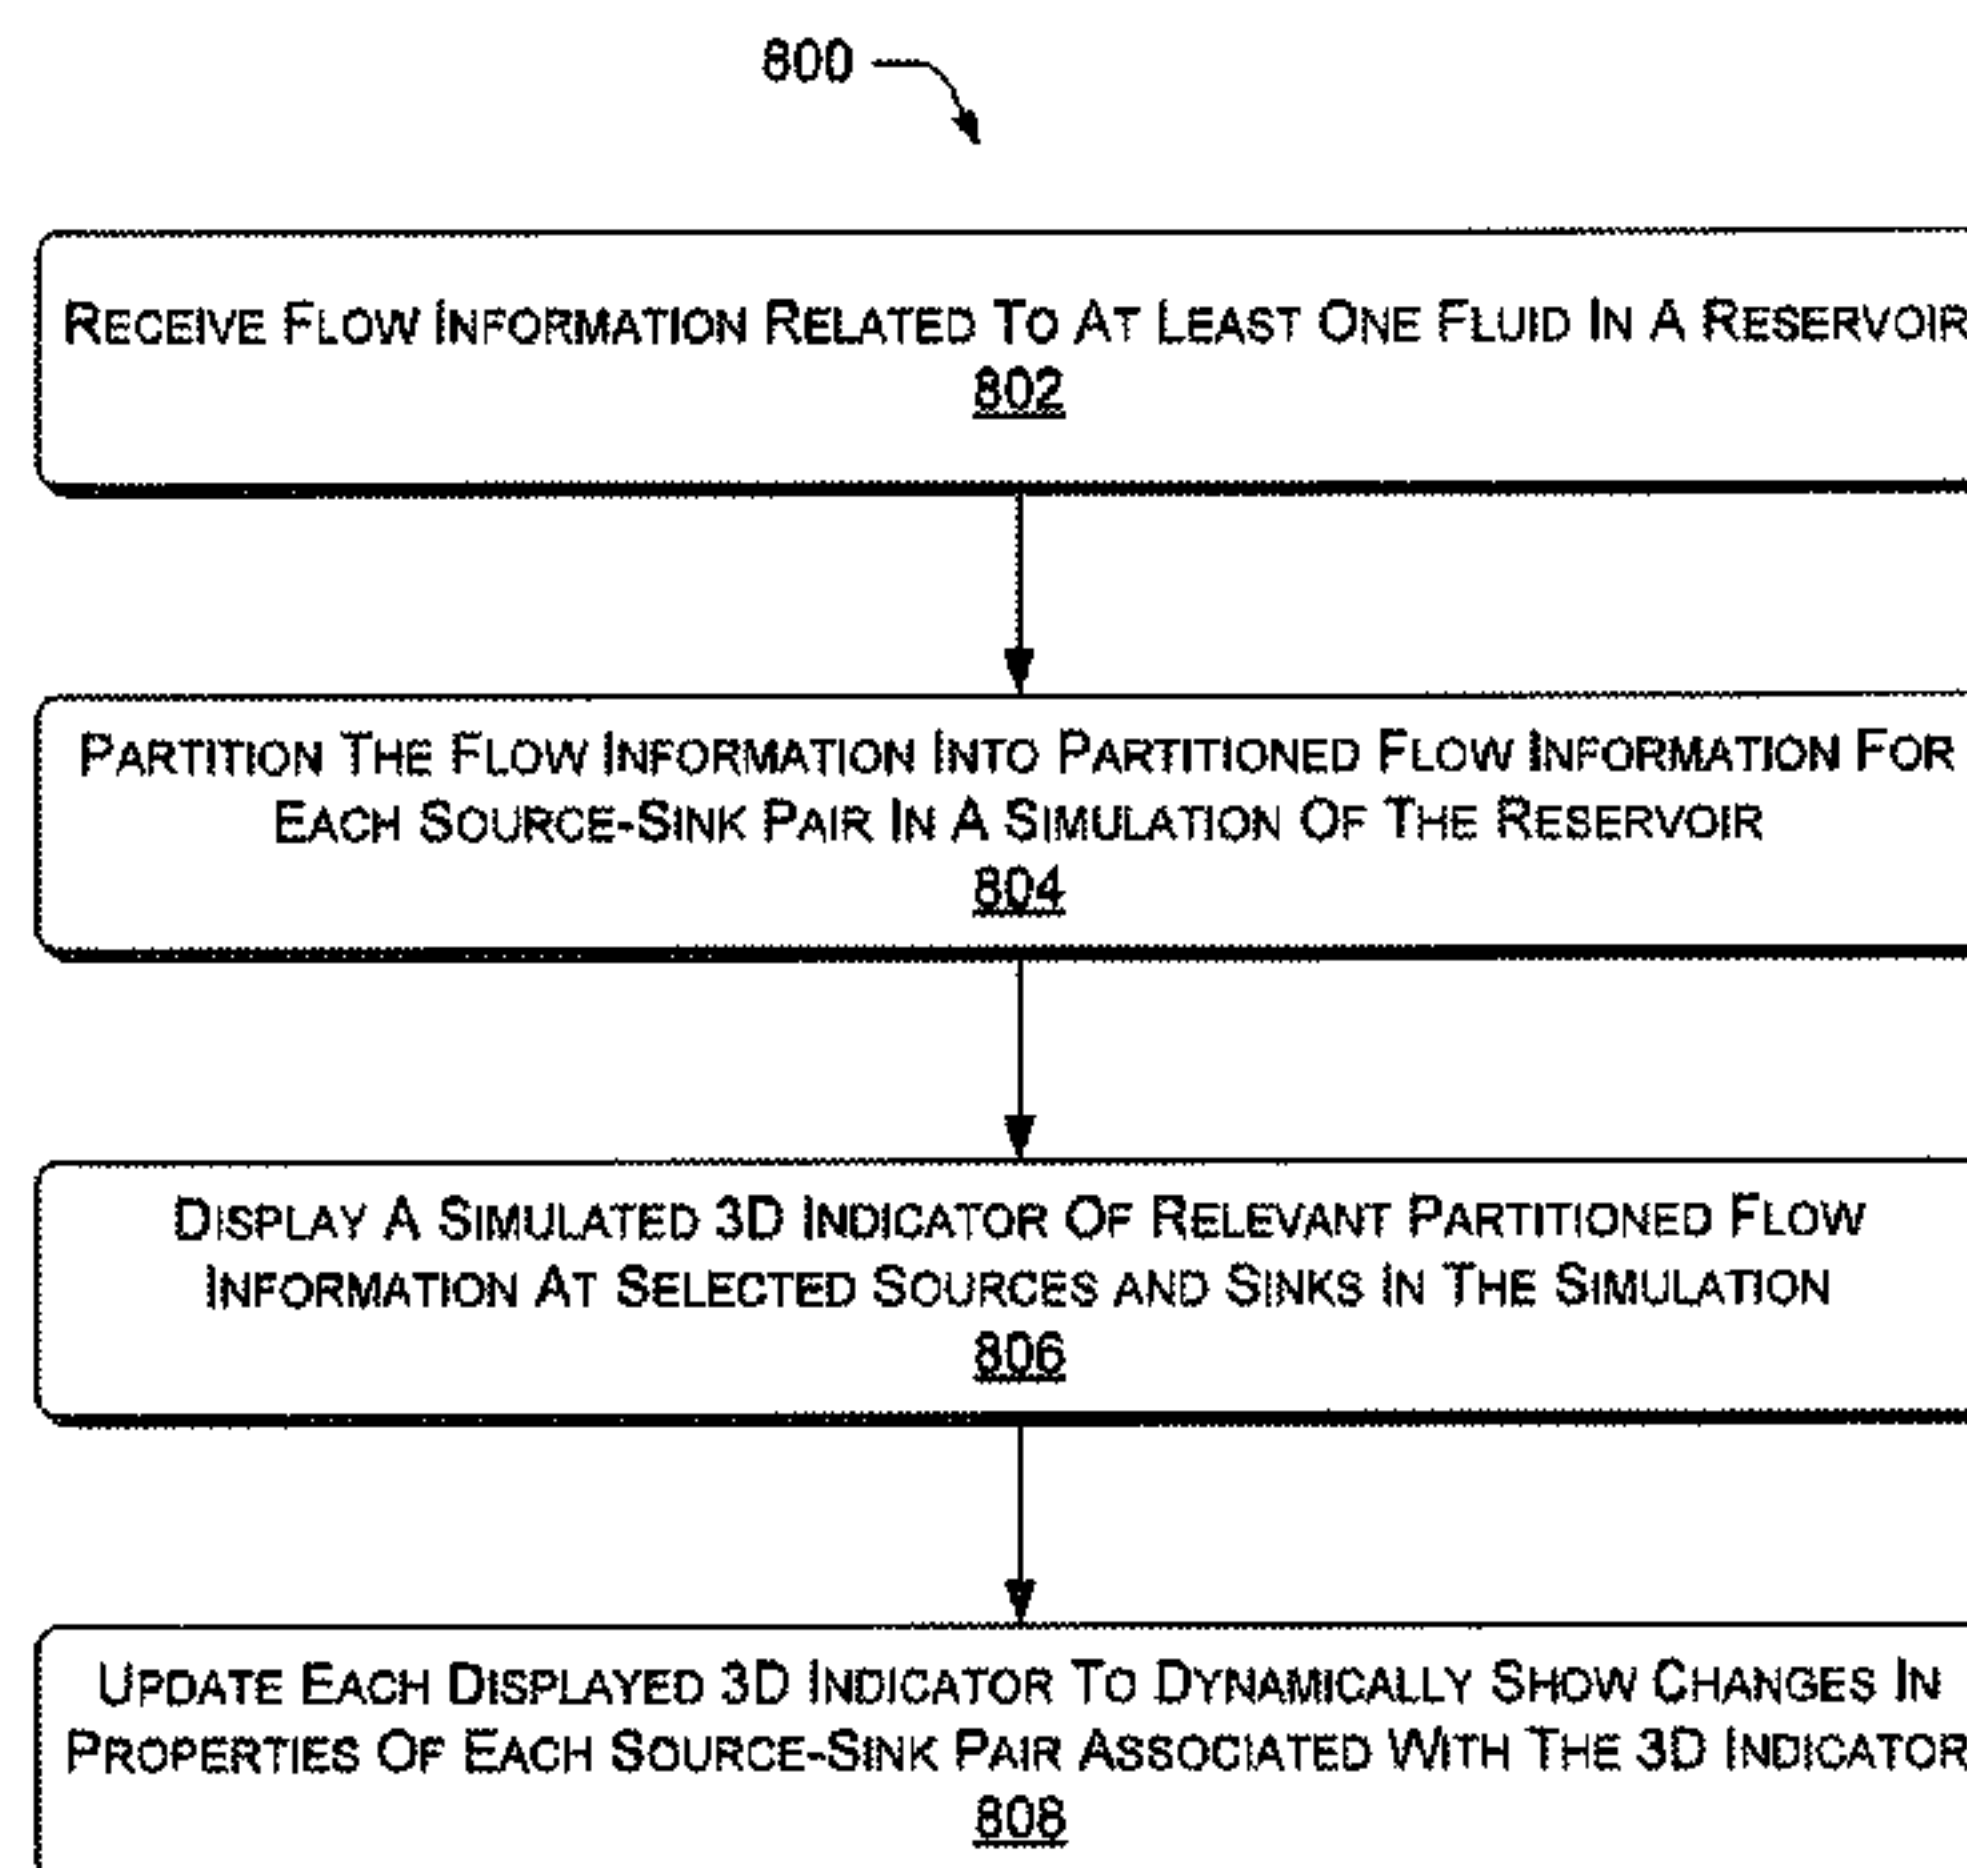 800
RECEIVE FLOW INFORMATION RELATED TO AT LEAST ONE FLUID IN A RESERVOIR
802
PARTITION THE FLOW INFORMATION INTO PARTITIONED FLOW INFORMATION FOR
EACH SOURCE-SINK PAIR IN A SIMULATION OF THE RESERVOIR
804
DISPLAY A SIMULATED 3D INDICATOR OF RELEVANT PARTITIONED FLOW
INFORMATION AT SELECTED SOURCES AND SINKS IN THE SIMULATION
806
UPDATE EACH DISPLAYED 3D INDICATOR TO DYNAMICALLY SHOW CHANGES IN
PROPERTIES OF EACH SOURCE-SINK PAIR ASSOCIATED WITH THE 3D INDICATOR
808